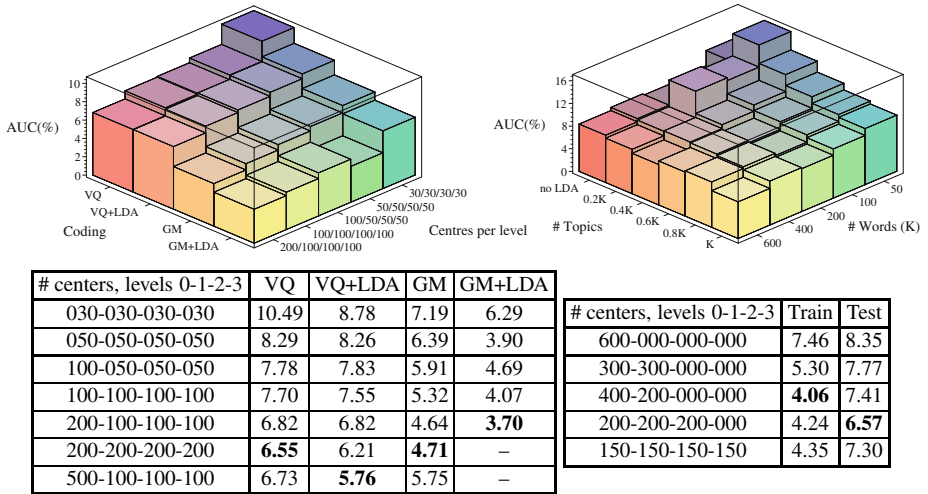 10
8
6
4
2
0
AUC(%)
VQ
VQ+LDA
GM
GM+LDA
Coding
30/30/30/30
50/50/50/50
100/50/50/50
100/100/100/100
200/100/100/100
Centres per level
16
12
8
4
0
AUC(%)
no LDA
0.2K
0.4K
0.6K
0.8K
K
# Topics
50
100
200
400
600
# Words (K)
# centers, levels 0-1-2-3 VQ VQ+LDA GM GM+LDA
030-030-030-030 10.49 8.78 7.19 6.29
050-050-050-050 8.29 8.26 6.39 3.90
100-050-050-050 7.78 7.83 5.91 4.69
100-100-100-100 7.70 7.55 5.32 4.07
200-100-100-100 6.82 6.82 4.64 3.70
200-200-200-200 6.55 6.21 4.71 –
500-100-100-100 6.73 5.76 5.75 –
# centers, levels 0-1-2-3 Train Test
600-000-000-000 7.46 8.35
300-300-000-000 5.30 7.77
400-200-000-000 4.06 7.41
200-200-200-000 4.24 6.57
150-150-150-150 4.35 7.30